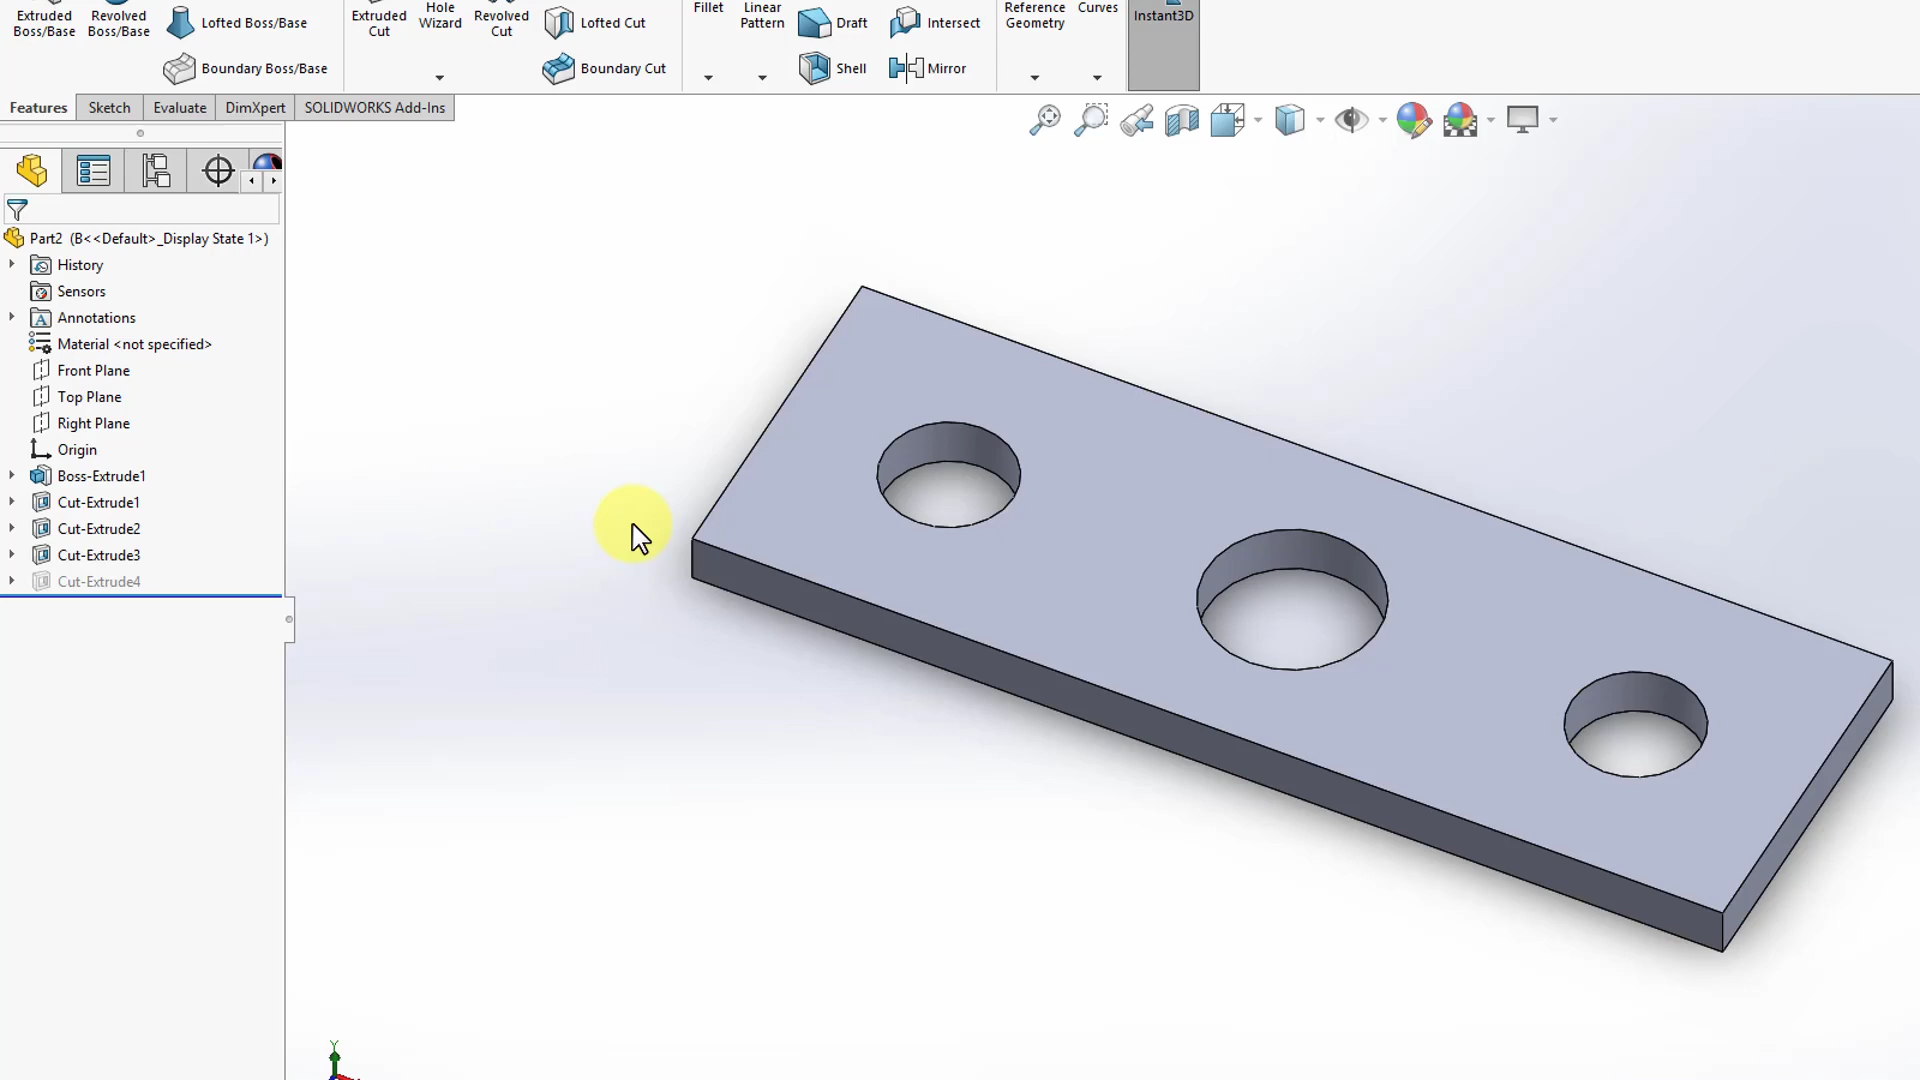 Extruded Boss/Base
Revolved Boss/Base
Lofted Boss/Base
Boundary Boss/Base
Extruded Cut
Hole Wizard
Revolved Cut
Lofted Cut
Boundary Cut
Fillet
Linear Pattern
Draft
Shell
Intersect
Mirror
Reference Geometry
Curves
Instant3D
Features
Sketch
Evaluate
DimXpert
SOLIDWORKS Add-Ins
Part2 (B<<Default>_Display State 1>)
History
Sensors
A Annotations
Material <not specified>
Front Plane
Top Plane
Right Plane
Origin
Boss-Extrude1
Cut-Extrude1
Cut-Extrude2
Cut-Extrude3
Cut-Extrude4
Y